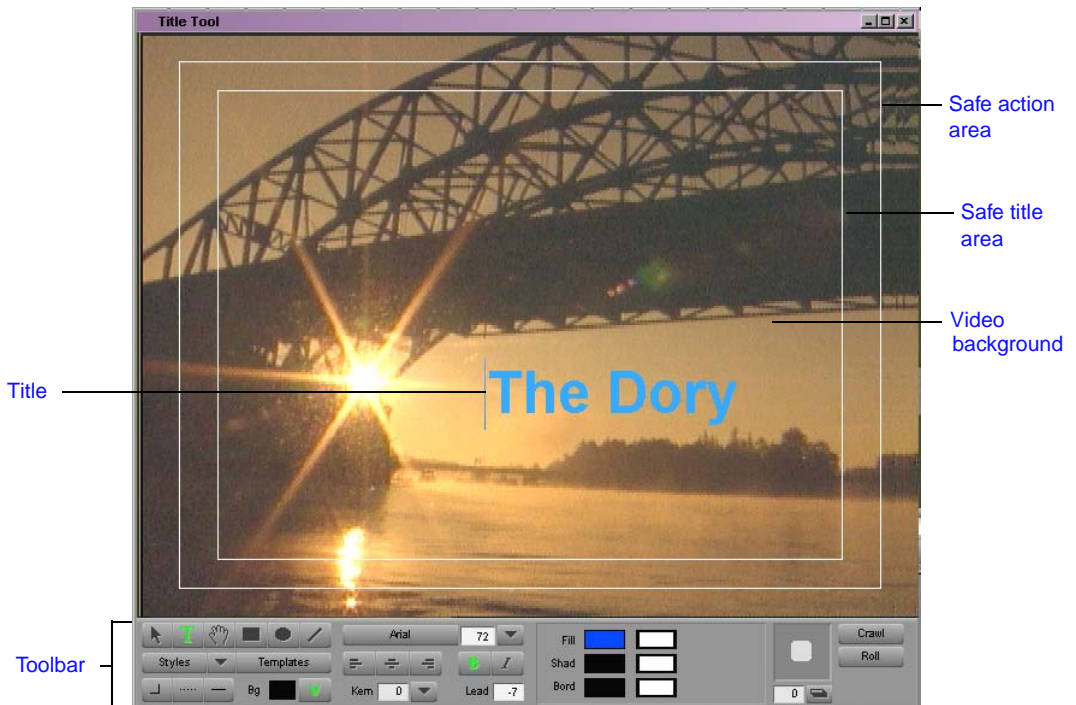 Title Tool
Safe action
area
Safe title
area
Video
background
Title
The Dory
Toolbar
T
Arial
72
Fill
Crawl
Styles
Templates
B
I
Shad
Roll
Bg
V
Kern
0
Lead
-7
Bord
0